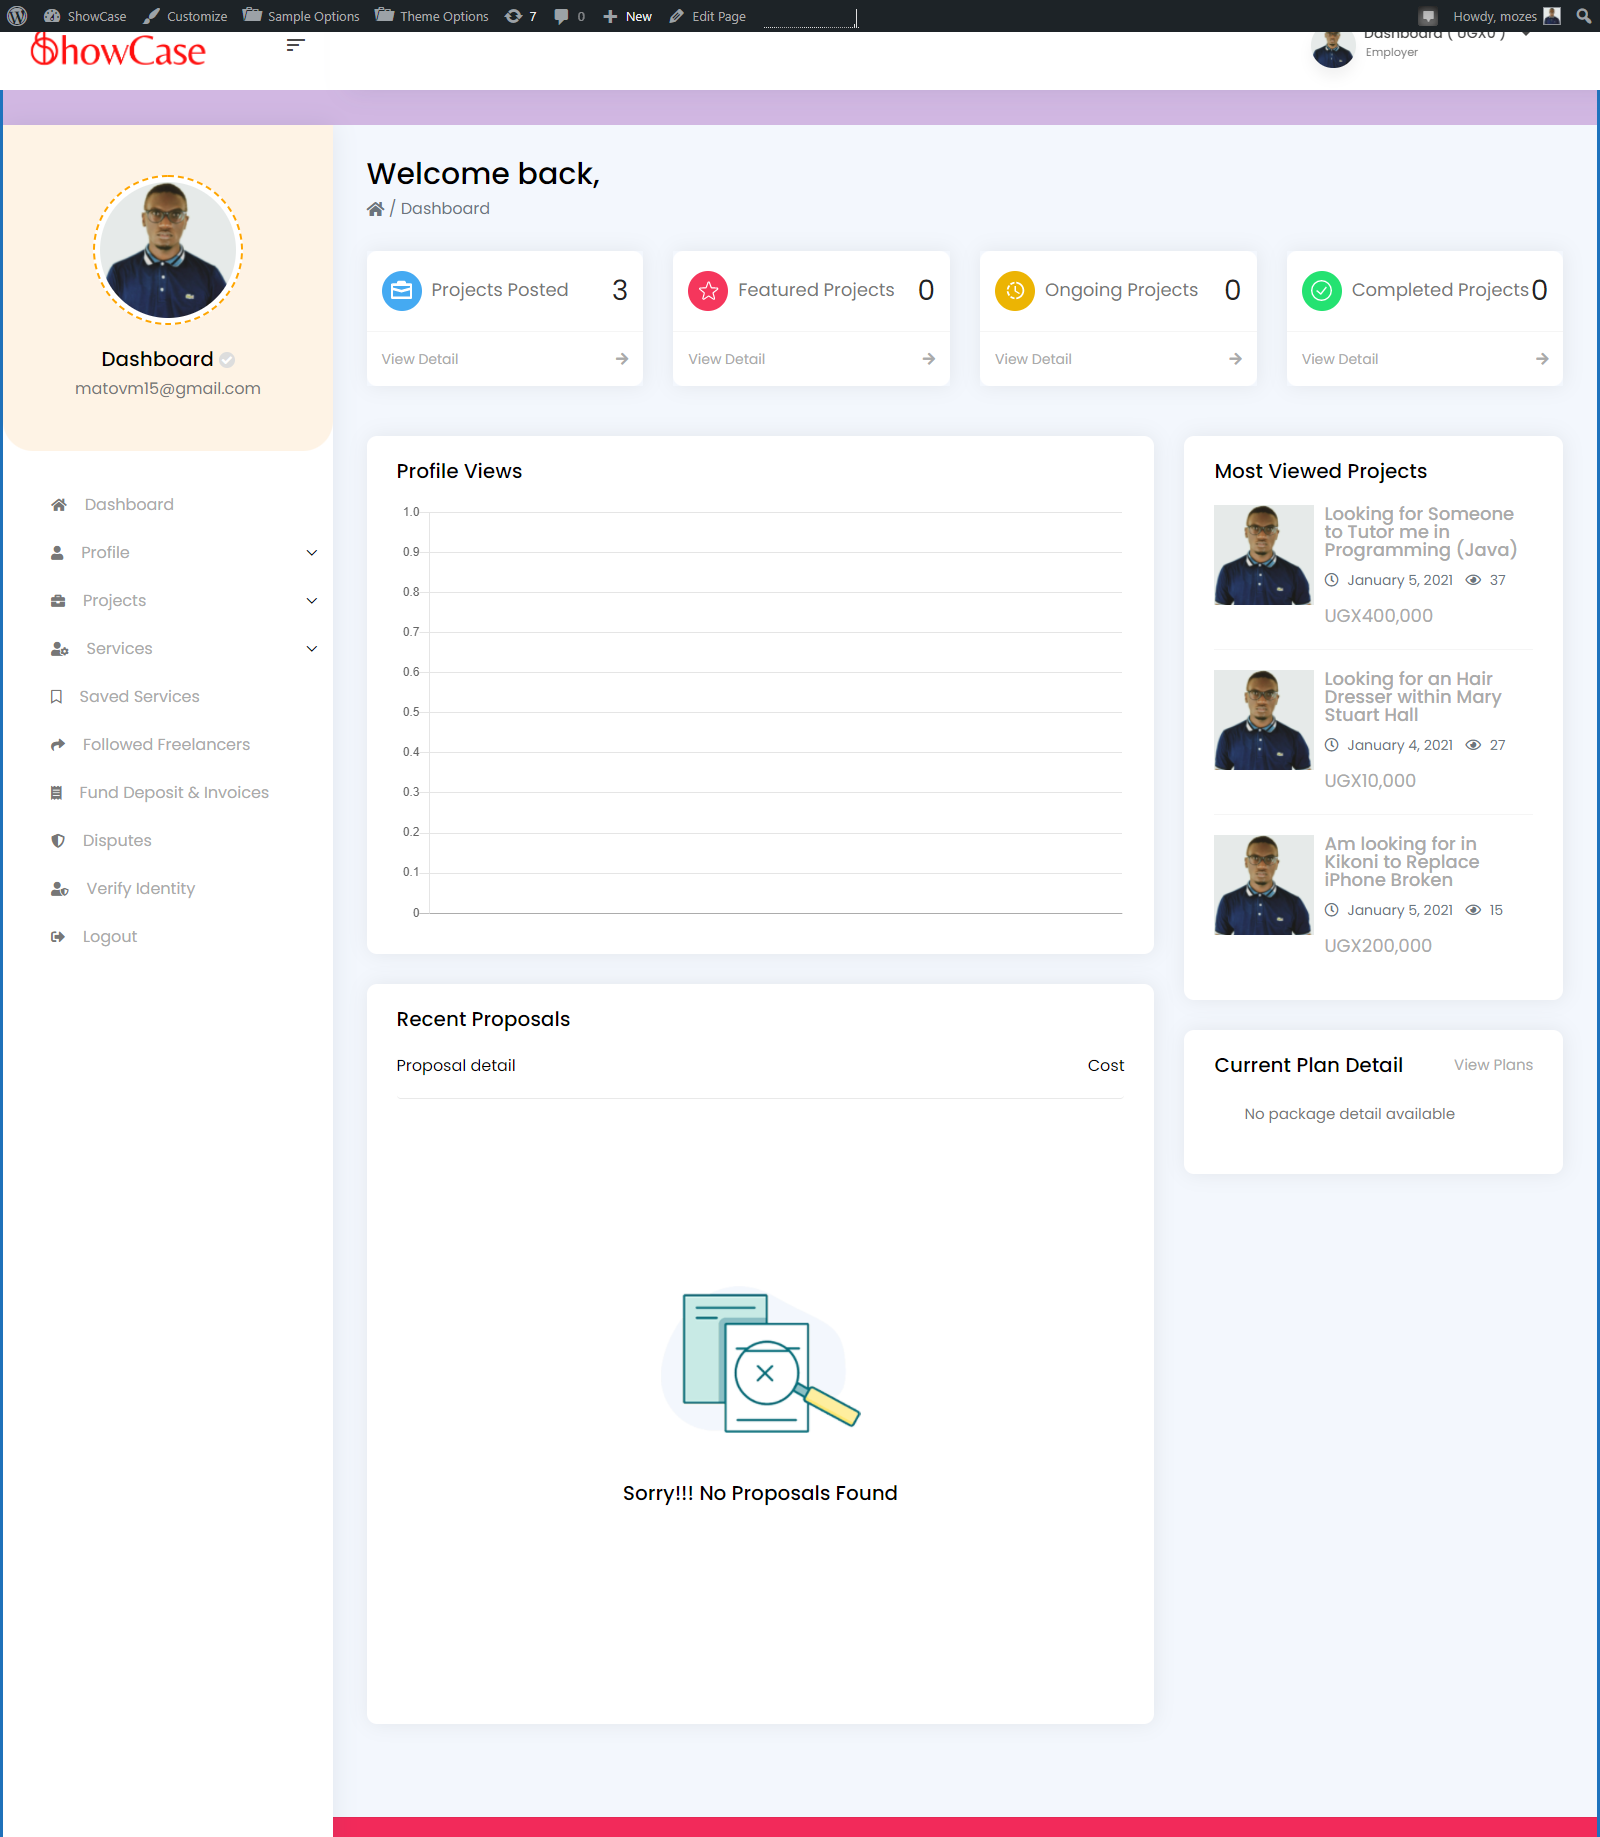 ShowCase Customize Sample Options Theme Options 7 0 New Edit Page Howdy, mozes
ShowCase
Dashboard ( UGX0 )
Employer
Dashboard
matovm15@gmail.com
Dashboard
Profile
Projects
Services
Saved Services
Followed Freelancers
Fund Deposit & Invoices
Disputes
Verify Identity
Logout
Welcome back,
/ Dashboard
Projects Posted 3
View Detail
Featured Projects 0
View Detail
Ongoing Projects 0
View Detail
Completed Projects 0
View Detail
Profile Views
1.0
0.9
0.8
0.7
0.6
0.5
0.4
0.3
0.2
0.1
0
Most Viewed Projects
Looking for Someone
to Tutor me in
Programming (Java)
January 5, 2021 37
UGX400,000
Looking for an Hair
Dresser within Mary
Stuart Hall
January 4, 2021 27
UGX10,000
Am looking for in
Kikoni to Replace
iPhone Broken
January 5, 2021 15
UGX200,000
Recent Proposals
Proposal detail Cost
Sorry!!! No Proposals Found
Current Plan Detail View Plans
No package detail available